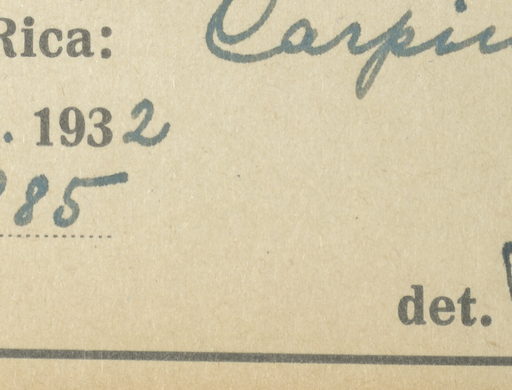 Rica:
. 1932
85
det.